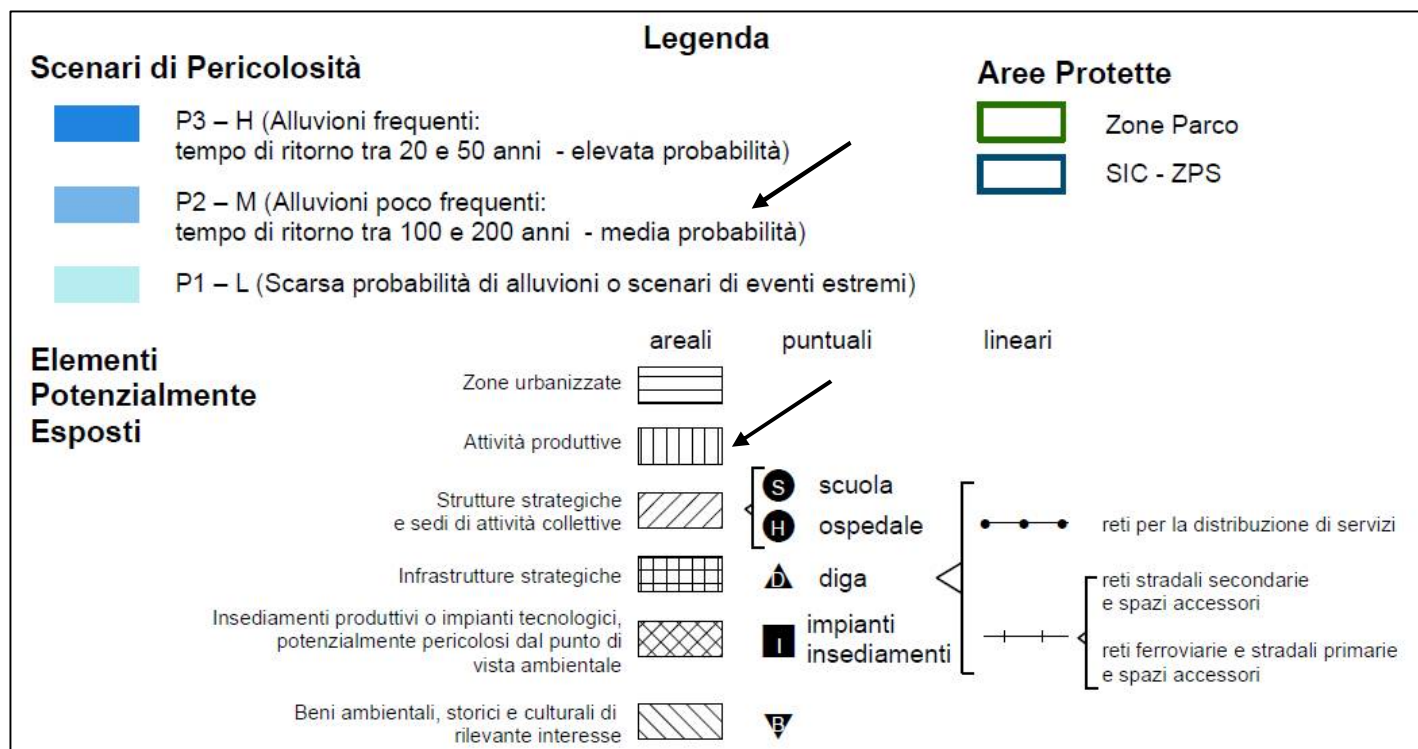 Legenda
Scenari di Pericolosità
P3 – H (Alluvioni frequenti:
tempo di ritorno tra 20 e 50 anni - elevata probabilità)
P2 – M (Alluvioni poco frequenti:
tempo di ritorno tra 100 e 200 anni - media probabilità)
P1 – L (Scarsa probabilità di alluvioni o scenari di eventi estremi)
Aree Protette
Zone Parco
SIC - ZPS
Elementi
Potenzialmente
Esposti
areali puntuali lineari
Zone urbanizzate
Attività produttive
Strutture strategiche
e sedi di attività collettive
Infrastrutture strategiche
Insediamenti produttivi o impianti tecnologici,
potenzialmente pericolosi dal punto di
vista ambientale
Beni ambientali, storici e culturali di
rilevante interesse
S scuola
H ospedale
D diga
I impianti
insediamenti
B
reti per la distribuzione di servizi
reti stradali secondarie
e spazi accessori
reti ferroviarie e stradali primarie
e spazi accessori